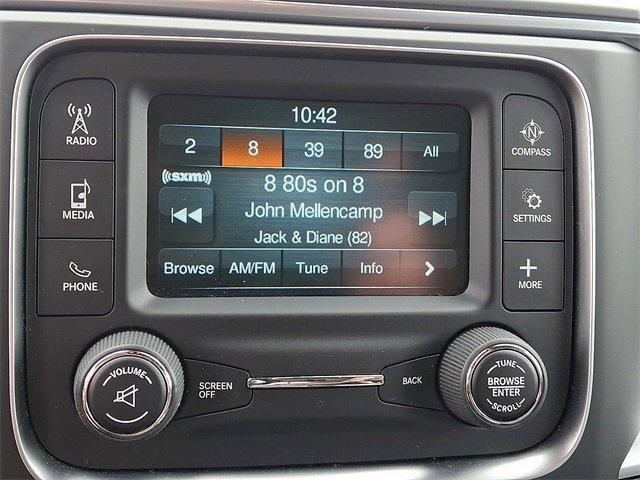 10:42
2 8 39 89 All
((sxm))
8 80s on 8
John Mellencamp
Jack & Diane (82)
Browse AM/FM Tune Info
RADIO
MEDIA
PHONE
COMPASS
SETTINGS
MORE
VOLUME
SCREEN
OFF
BACK
TUNE
BROWSE
ENTER
SCROLL